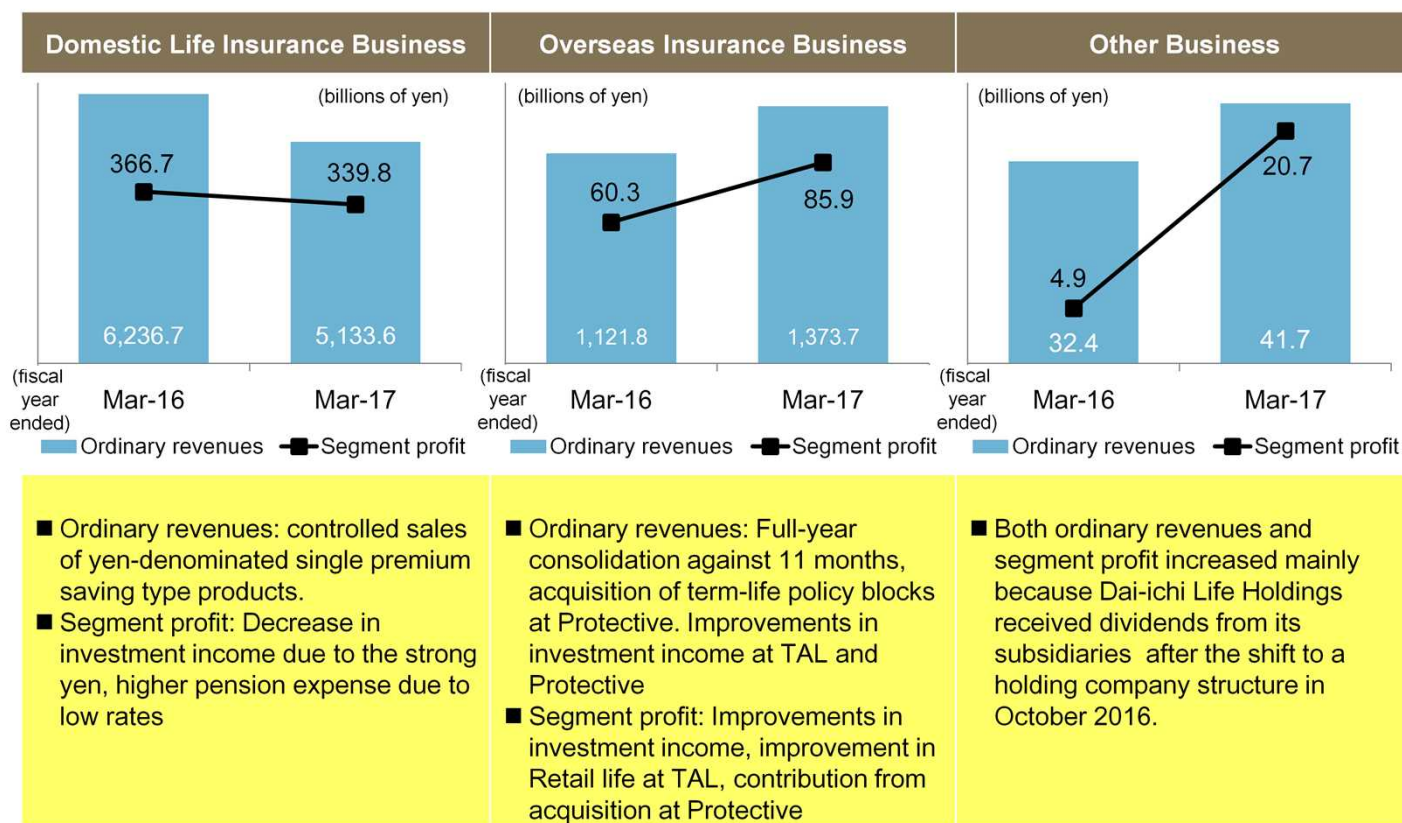 Domestic Life Insurance Business
(billions of yen)
366.7
339.8
6,236.7
5,133.6
(fiscal
year
ended)
Mar-16
Mar-17
Ordinary revenues
Segment profit
■ Ordinary revenues: controlled sales
of yen-denominated single premium
saving type products.
■ Segment profit: Decrease in
investment income due to the strong
yen, higher pension expense due to
low rates
Overseas Insurance Business
(billions of yen)
60.3
85.9
1,121.8
1,373.7
(fiscal
year
ended)
Mar-16
Mar-17
Ordinary revenues
Segment profit
■ Ordinary revenues: Full-year
consolidation against 11 months,
acquisition of term-life policy blocks
at Protective. Improvements in
investment income at TAL and
Protective
■ Segment profit: Improvements in
investment income, improvement in
Retail life at TAL, contribution from
acquisition at Protective
Other Business
(billions of yen)
4.9
20.7
32.4
41.7
(fiscal
year
ended)
Mar-16
Mar-17
Ordinary revenues
Segment profit
■ Both ordinary revenues and
segment profit increased mainly
because Dai-ichi Life Holdings
received dividends from its
subsidiaries after the shift to a
holding company structure in
October 2016.